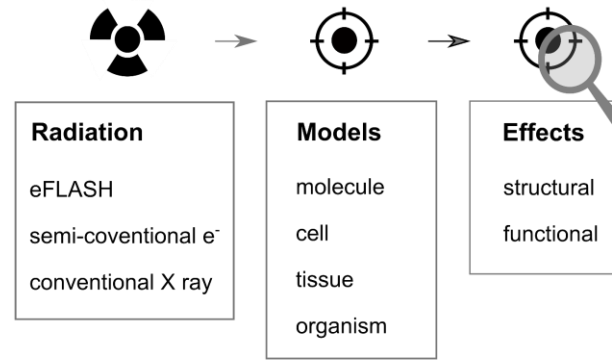 Radiation
eFLASH
semi-coventional e⁻
conventional X ray
Models
molecule
cell
tissue
organism
Effects
structural
functional